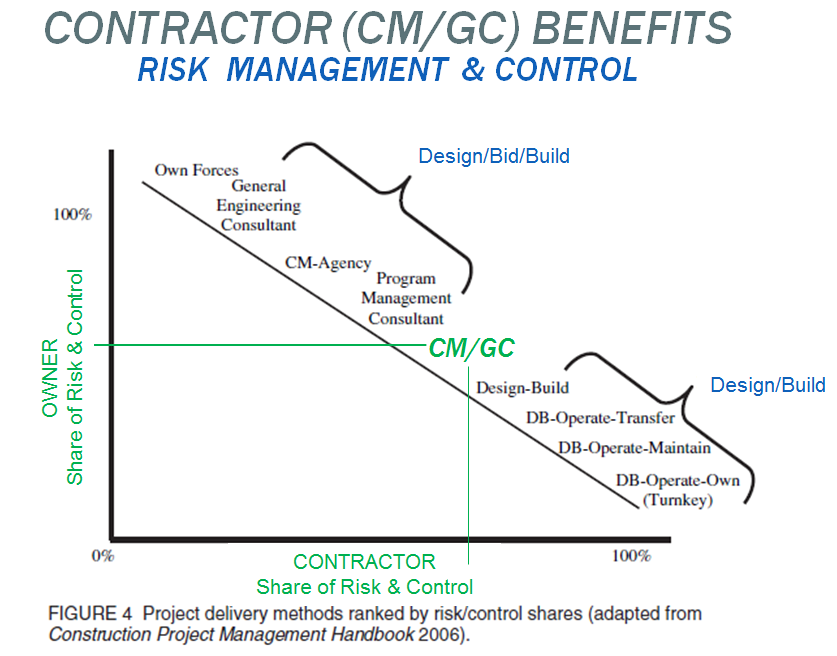 CONTRACTOR (CM/GC) BENEFITS
RISK MANAGEMENT & CONTROL
Design/Bid/Build
Own Forces
General
Engineering
Consultant
100%
CM-Agency
Program
Management
Consultant
OWNER
Share of Risk & Control
CM/GC
Design-Build
Design/Build
DB-Operate-Transfer
DB-Operate-Maintain
DB-Operate-Own
(Turnkey)
0%
100%
CONTRACTOR
Share of Risk & Control
FIGURE 4 Project delivery methods ranked by risk/control shares (adapted from
Construction Project Management Handbook 2006).